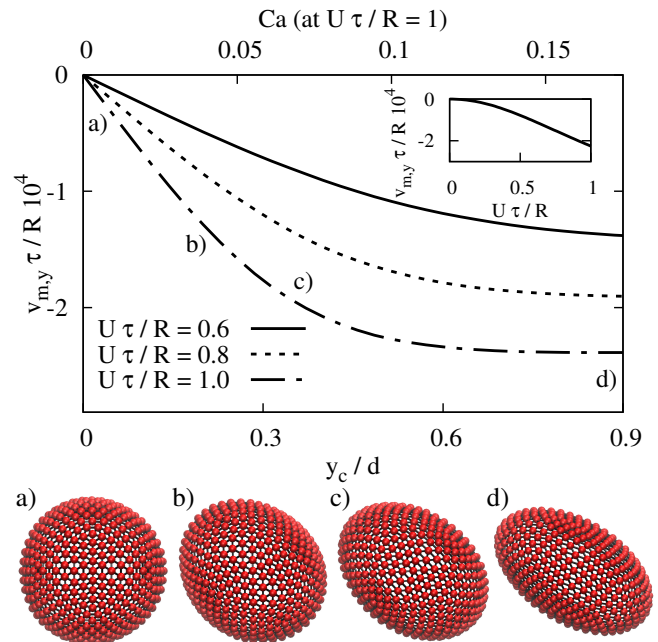 Ca (at U τ / R = 1)
0 0.05 0.1 0.15
0
-1
-2
v_{m,y} τ / R 10^4
a)
b)
c)
d)
0
-2
v_{m,y} τ / R 10^4
0 0.5 1
U τ / R
U τ / R = 0.6
U τ / R = 0.8
U τ / R = 1.0
0 0.3 0.6 0.9
y_c / d
a) b) c) d)